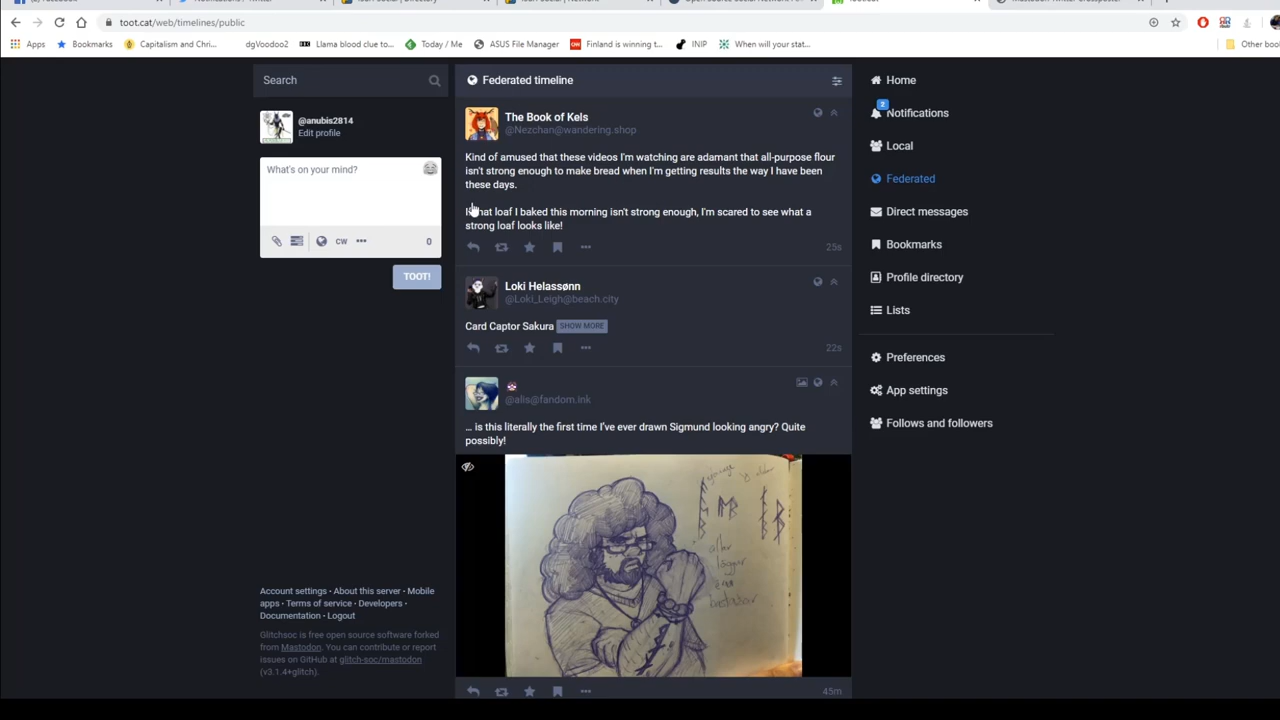 toot.cat/web/timelines/public
Apps
Bookmarks
Capitalism and Chri...
dgVoodoo2
Llama blood clue to...
Today / Me
ASUS File Manager
Finland is winning t...
INIP
When will your stat...
Other boo
Search
@anubis2814
Edit profile
What's on your mind?
CW
0
TOOT!
Account settings · About this server · Mobile
apps · Terms of service · Developers ·
Documentation · Logout
Glitchsoc is free open source software forked
from Mastodon. You can contribute or report
issues on GitHub at glitch-soc/mastodon
(v3.1.4+glitch).
Federated timeline
The Book of Kels
@Nezchan@wandering.shop
Kind of amused that these videos I'm watching are adamant that all-purpose flour
isn't strong enough to make bread when I'm getting results the way I have been
these days.
loaf I baked this morning isn't strong enough, I'm scared to see what a
strong loaf looks like!
25s
Loki Helassønn
@Loki_Leigh@beach.city
Card Captor Sakura SHOW MORE
22s
@alis@fandom.ink
... is this literally the first time I've ever drawn Sigmund looking angry? Quite
possibly!
45m
Home
2
Notifications
Local
Federated
Direct messages
Bookmarks
Profile directory
Lists
Preferences
App settings
Follows and followers